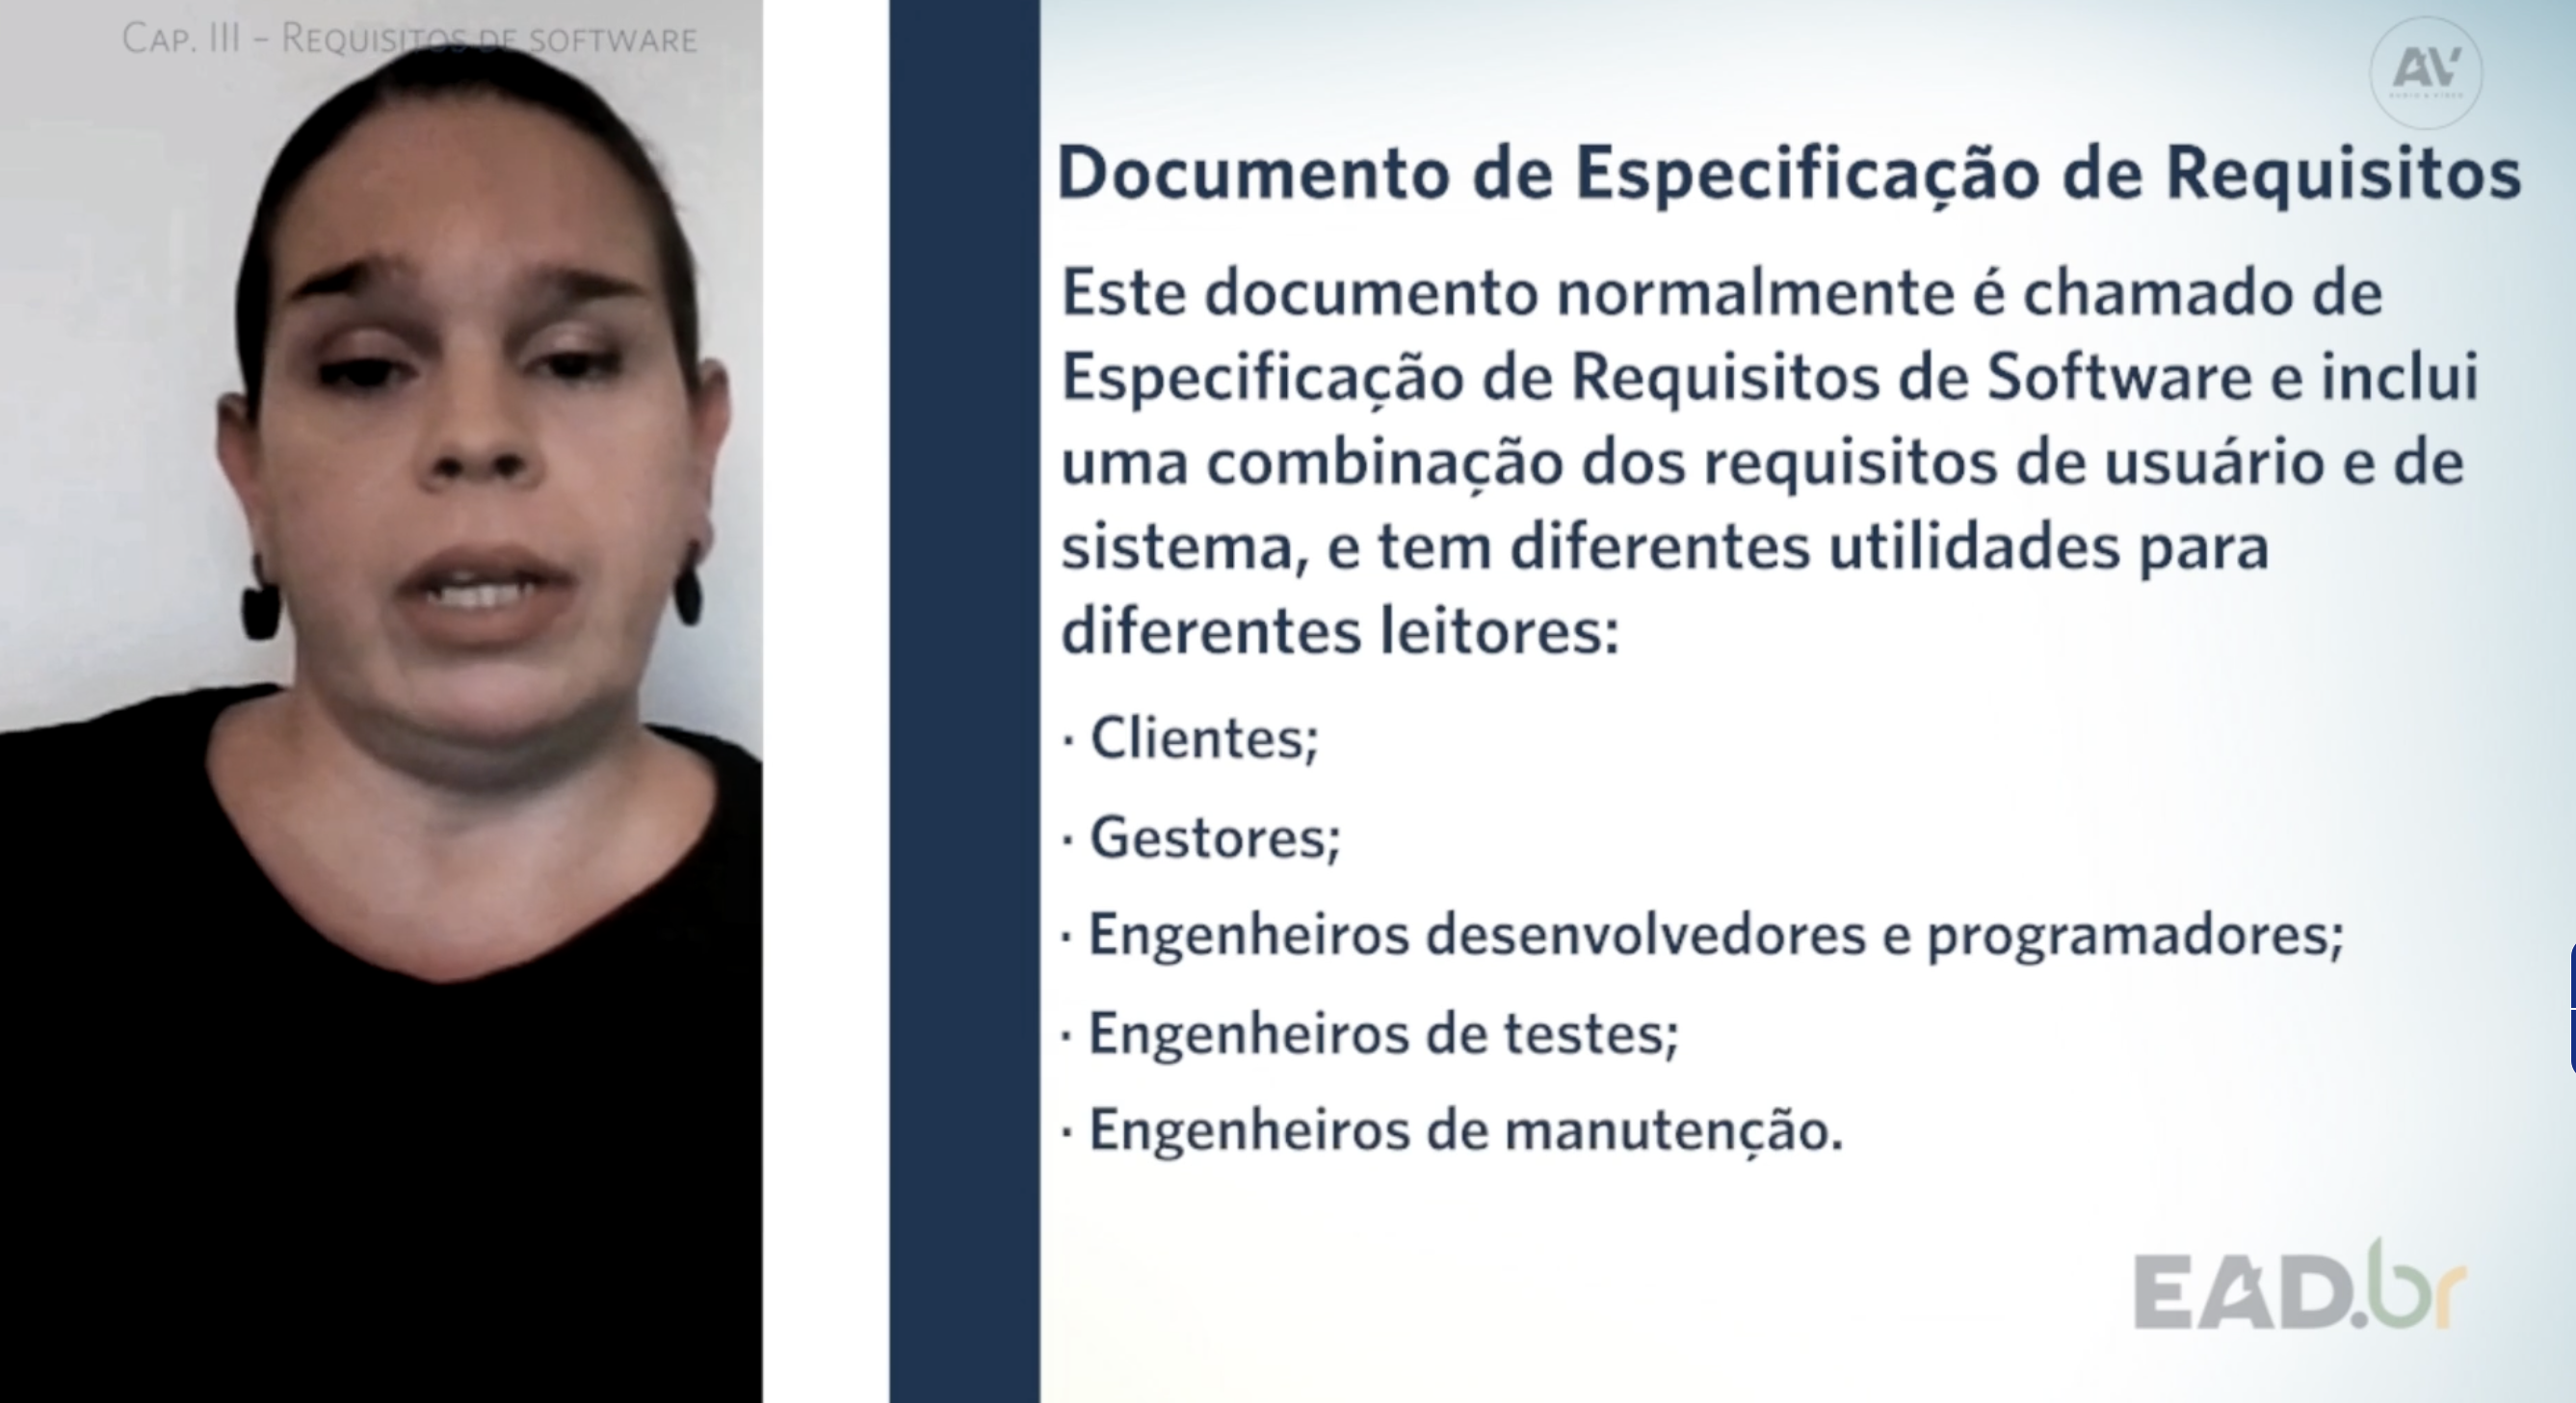 Cap. III – Requisitos de software
AV
Documento de Especificação de Requisitos
Este documento normalmente é chamado de
Especificação de Requisitos de Software e inclui
uma combinação dos requisitos de usuário e de
sistema, e tem diferentes utilidades para
diferentes leitores:
· Clientes;
· Gestores;
· Engenheiros desenvolvedores e programadores;
· Engenheiros de testes;
· Engenheiros de manutenção.
EAD.br